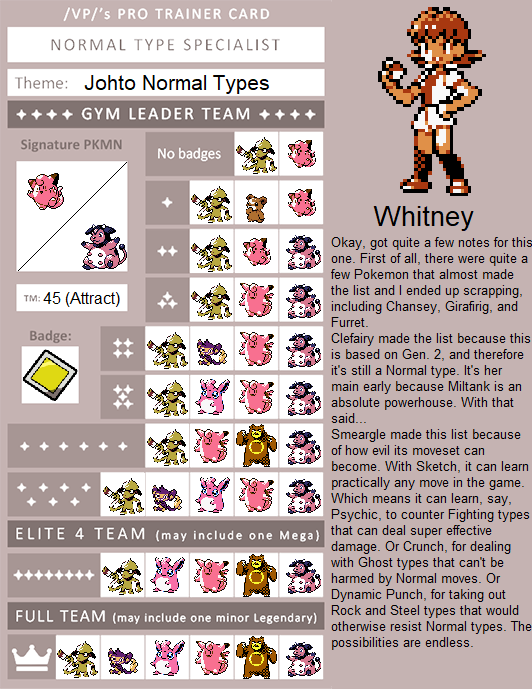 /VP/'s PRO TRAINER CARD
NORMAL TYPE SPECIALIST
Theme: Johto Normal Types
GYM LEADER TEAM
Signature PKMN
No badges
TM: 45 (Attract)
Badge:
ELITE 4 TEAM (may include one Mega)
FULL TEAM (may include one minor Legendary)
Whitney
Okay, got quite a few notes for this
one. First of all, there were quite a
few Pokemon that almost made
the list and I ended up scrapping,
including Chansey, Girafirig, and
Furret.
Clefairy made the list because this
is based on Gen. 2, and therefore
it's still a Normal type. It's her
main early because Miltank is an
absolute powerhouse. With that
said...
Smeargle made this list because
of how evil its moveset can
become. With Sketch, it can learn
practically any move in the game.
Which means it can learn, say,
Psychic, to counter Fighting types
that can deal super effective
damage. Or Crunch, for dealing
with Ghost types that can't be
harmed by Normal moves. Or
Dynamic Punch, for taking out
Rock and Steel types that would
otherwise resist Normal types. The
possibilities are endless.